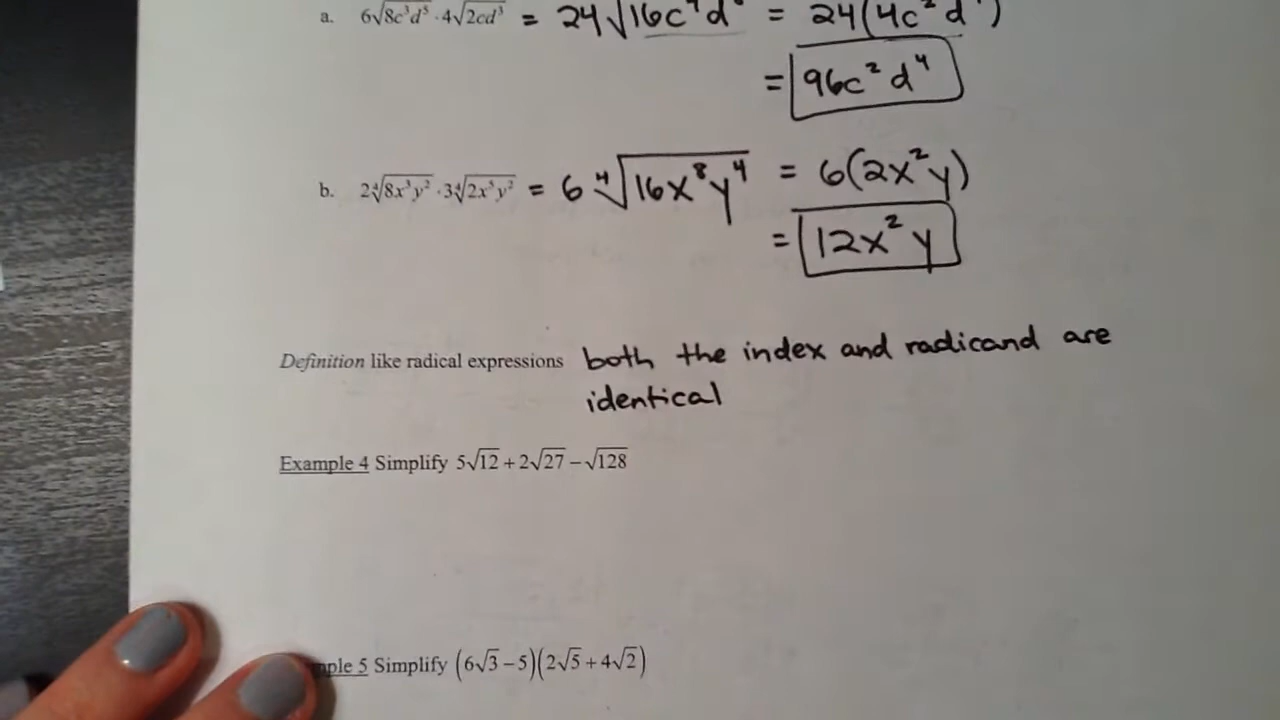 a. 6√8c³d⁵ · 4√2cd³ = 24√16c⁴d⁸ = 24(4c²d⁴)
= 96c²d⁴
b. 2∜8x³y² · 3∜2x⁵y² = 6∜16x⁸y⁴ = 6(2x²y)
= 12x²y
Definition like radical expressions both the index and radicand are
identical
Example 4 Simplify 5√12 + 2√27 − √128
mple 5 Simplify (6√3 − 5)(2√5 + 4√2)